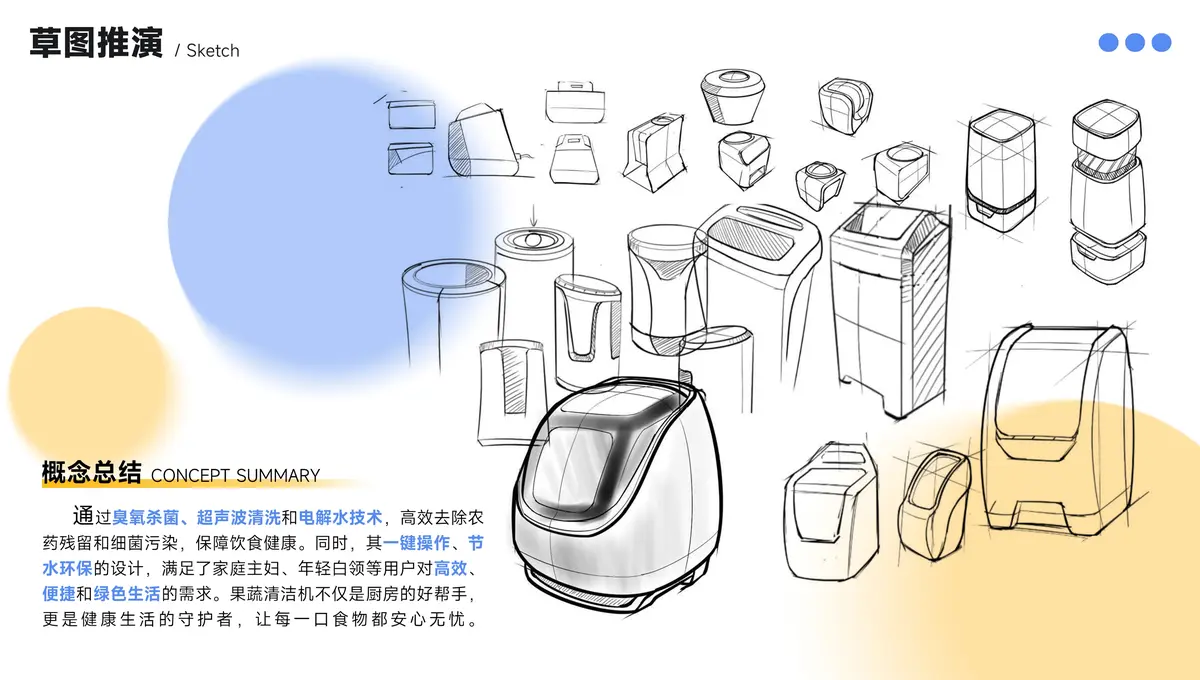 草图推演 / Sketch
概念总结 CONCEPT SUMMARY
通过臭氧杀菌、超声波清洗和电解水技术，高效去除农
药残留和细菌污染，保障饮食健康。同时，其一键操作、节
水环保的设计，满足了家庭主妇、年轻白领等用户对高效、
便捷和绿色生活的需求。果蔬清洁机不仅是厨房的好帮手，
更是健康生活的守护者，让每一口食物都安心无忧。